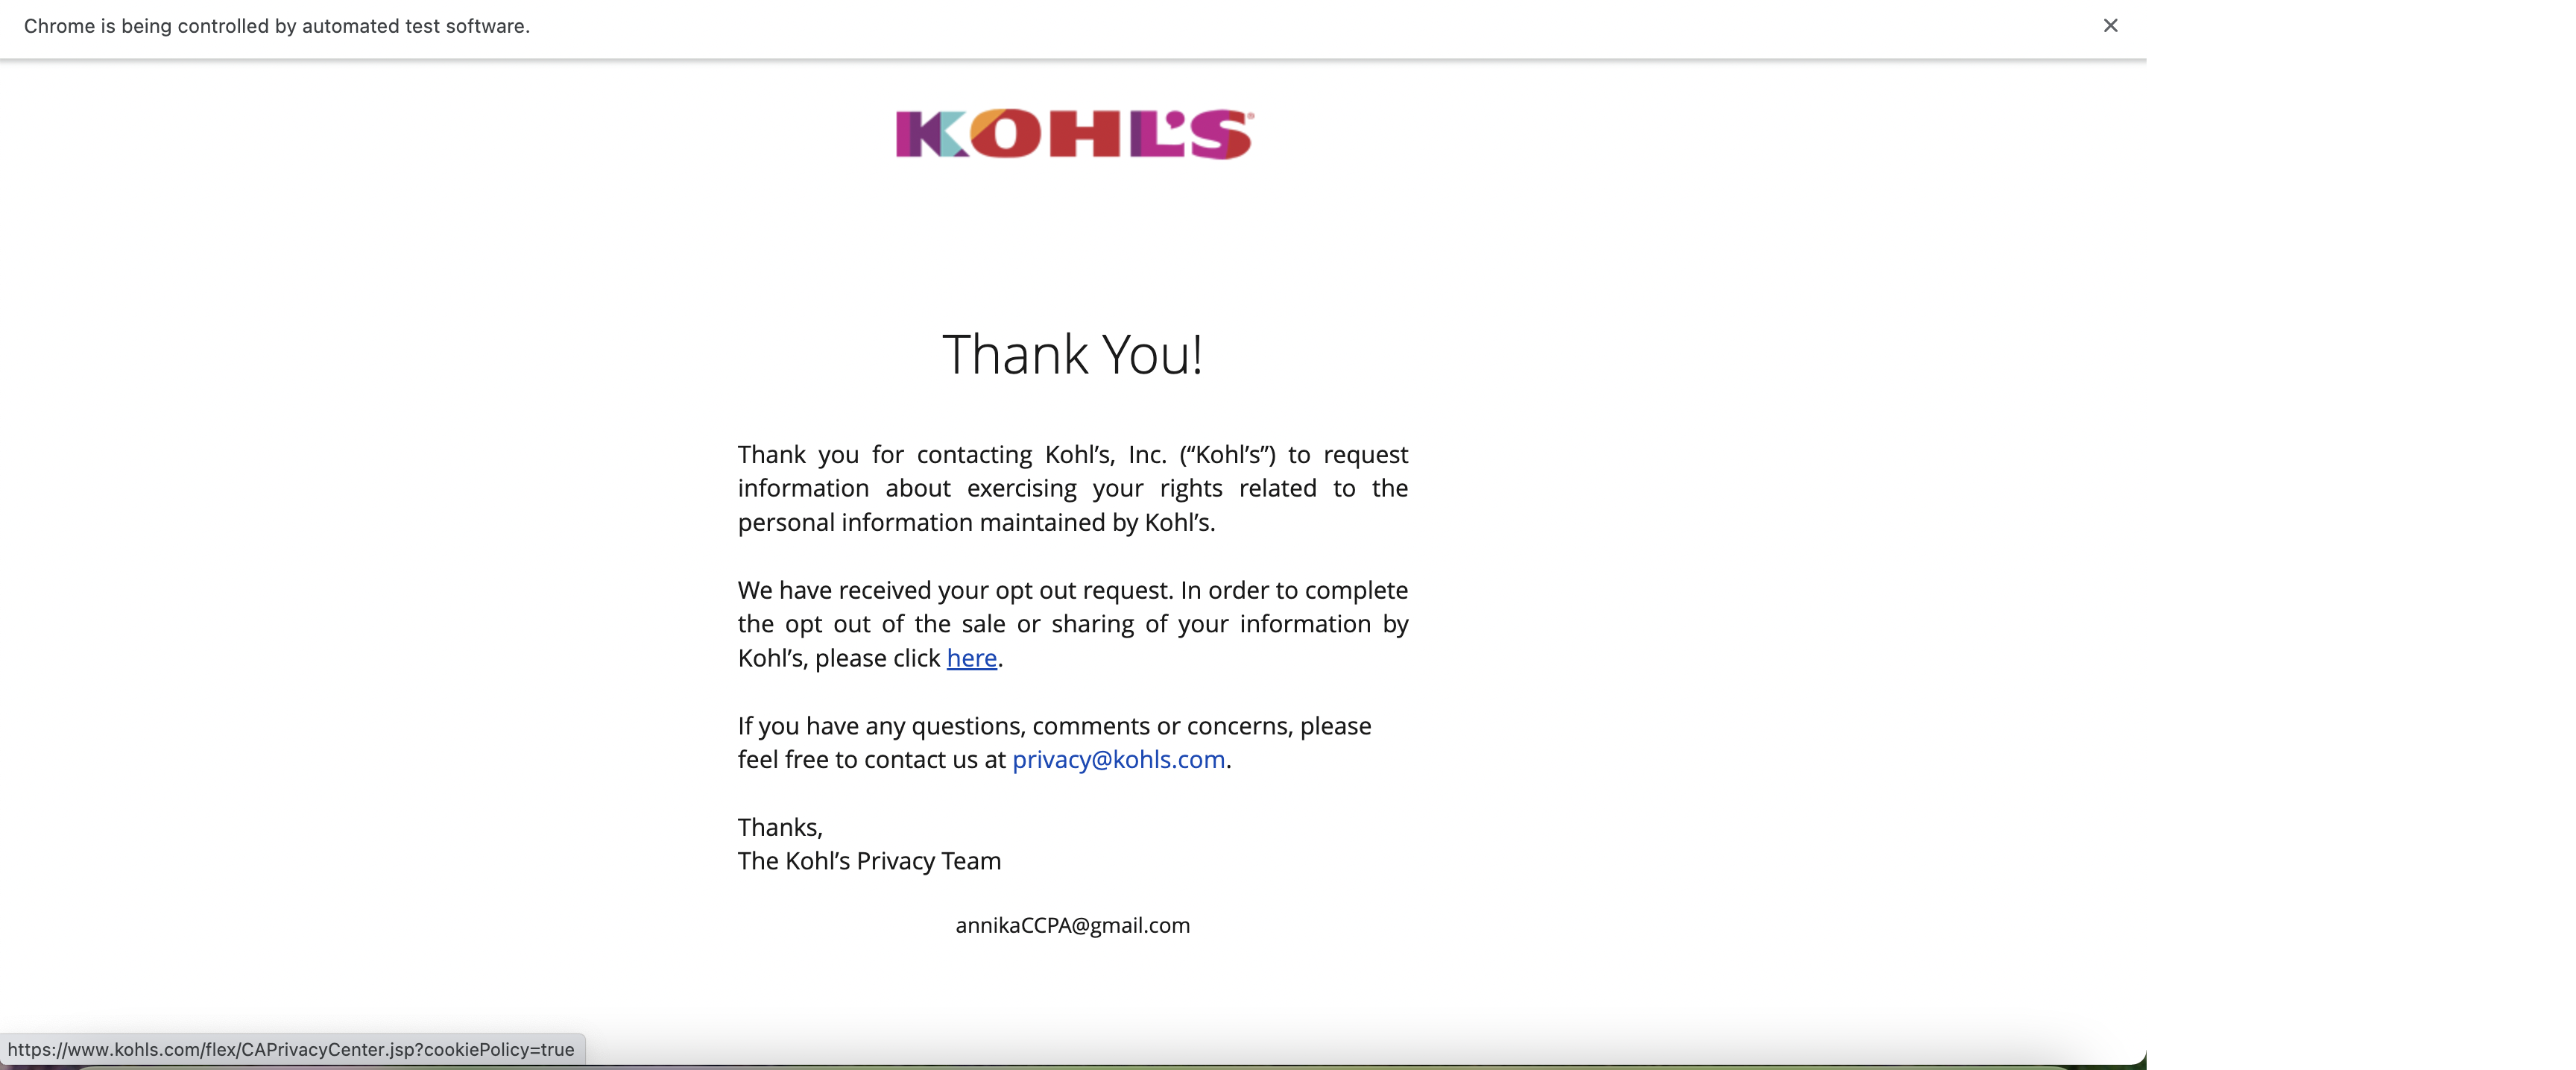 Chrome is being controlled by automated test software.
KOHL'S
Thank You!
Thank you for contacting Kohl’s, Inc. (“Kohl’s”) to request
information about exercising your rights related to the
personal information maintained by Kohl’s.
We have received your opt out request. In order to complete
the opt out of the sale or sharing of your information by
Kohl’s, please click here.
If you have any questions, comments or concerns, please
feel free to contact us at privacy@kohls.com.
Thanks,
The Kohl’s Privacy Team
annikaCCPA@gmail.com
https://www.kohls.com/flex/CAPrivacyCenter.jsp?cookiePolicy=true